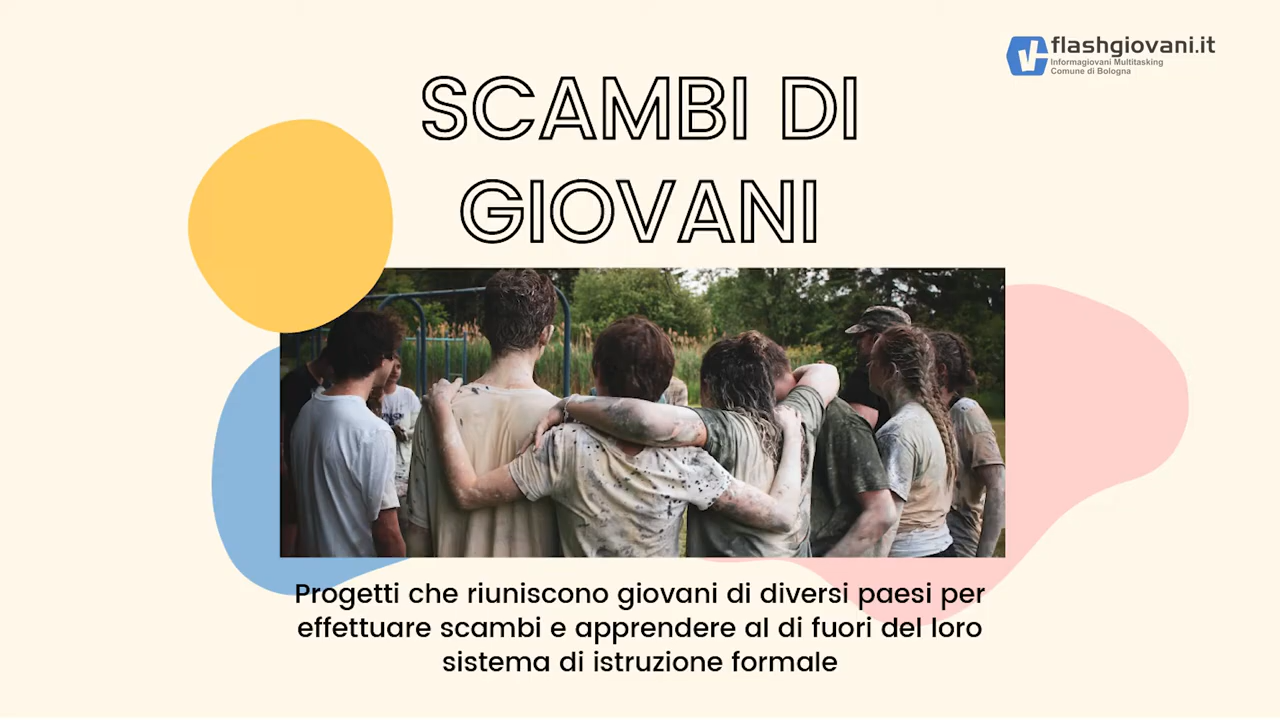 flashgiovani.it
Informagiovani Multitasking
Comune di Bologna
SCAMBI DI
GIOVANI
Progetti che riuniscono giovani di diversi paesi per
effettuare scambi e apprendere al di fuori del loro
sistema di istruzione formale